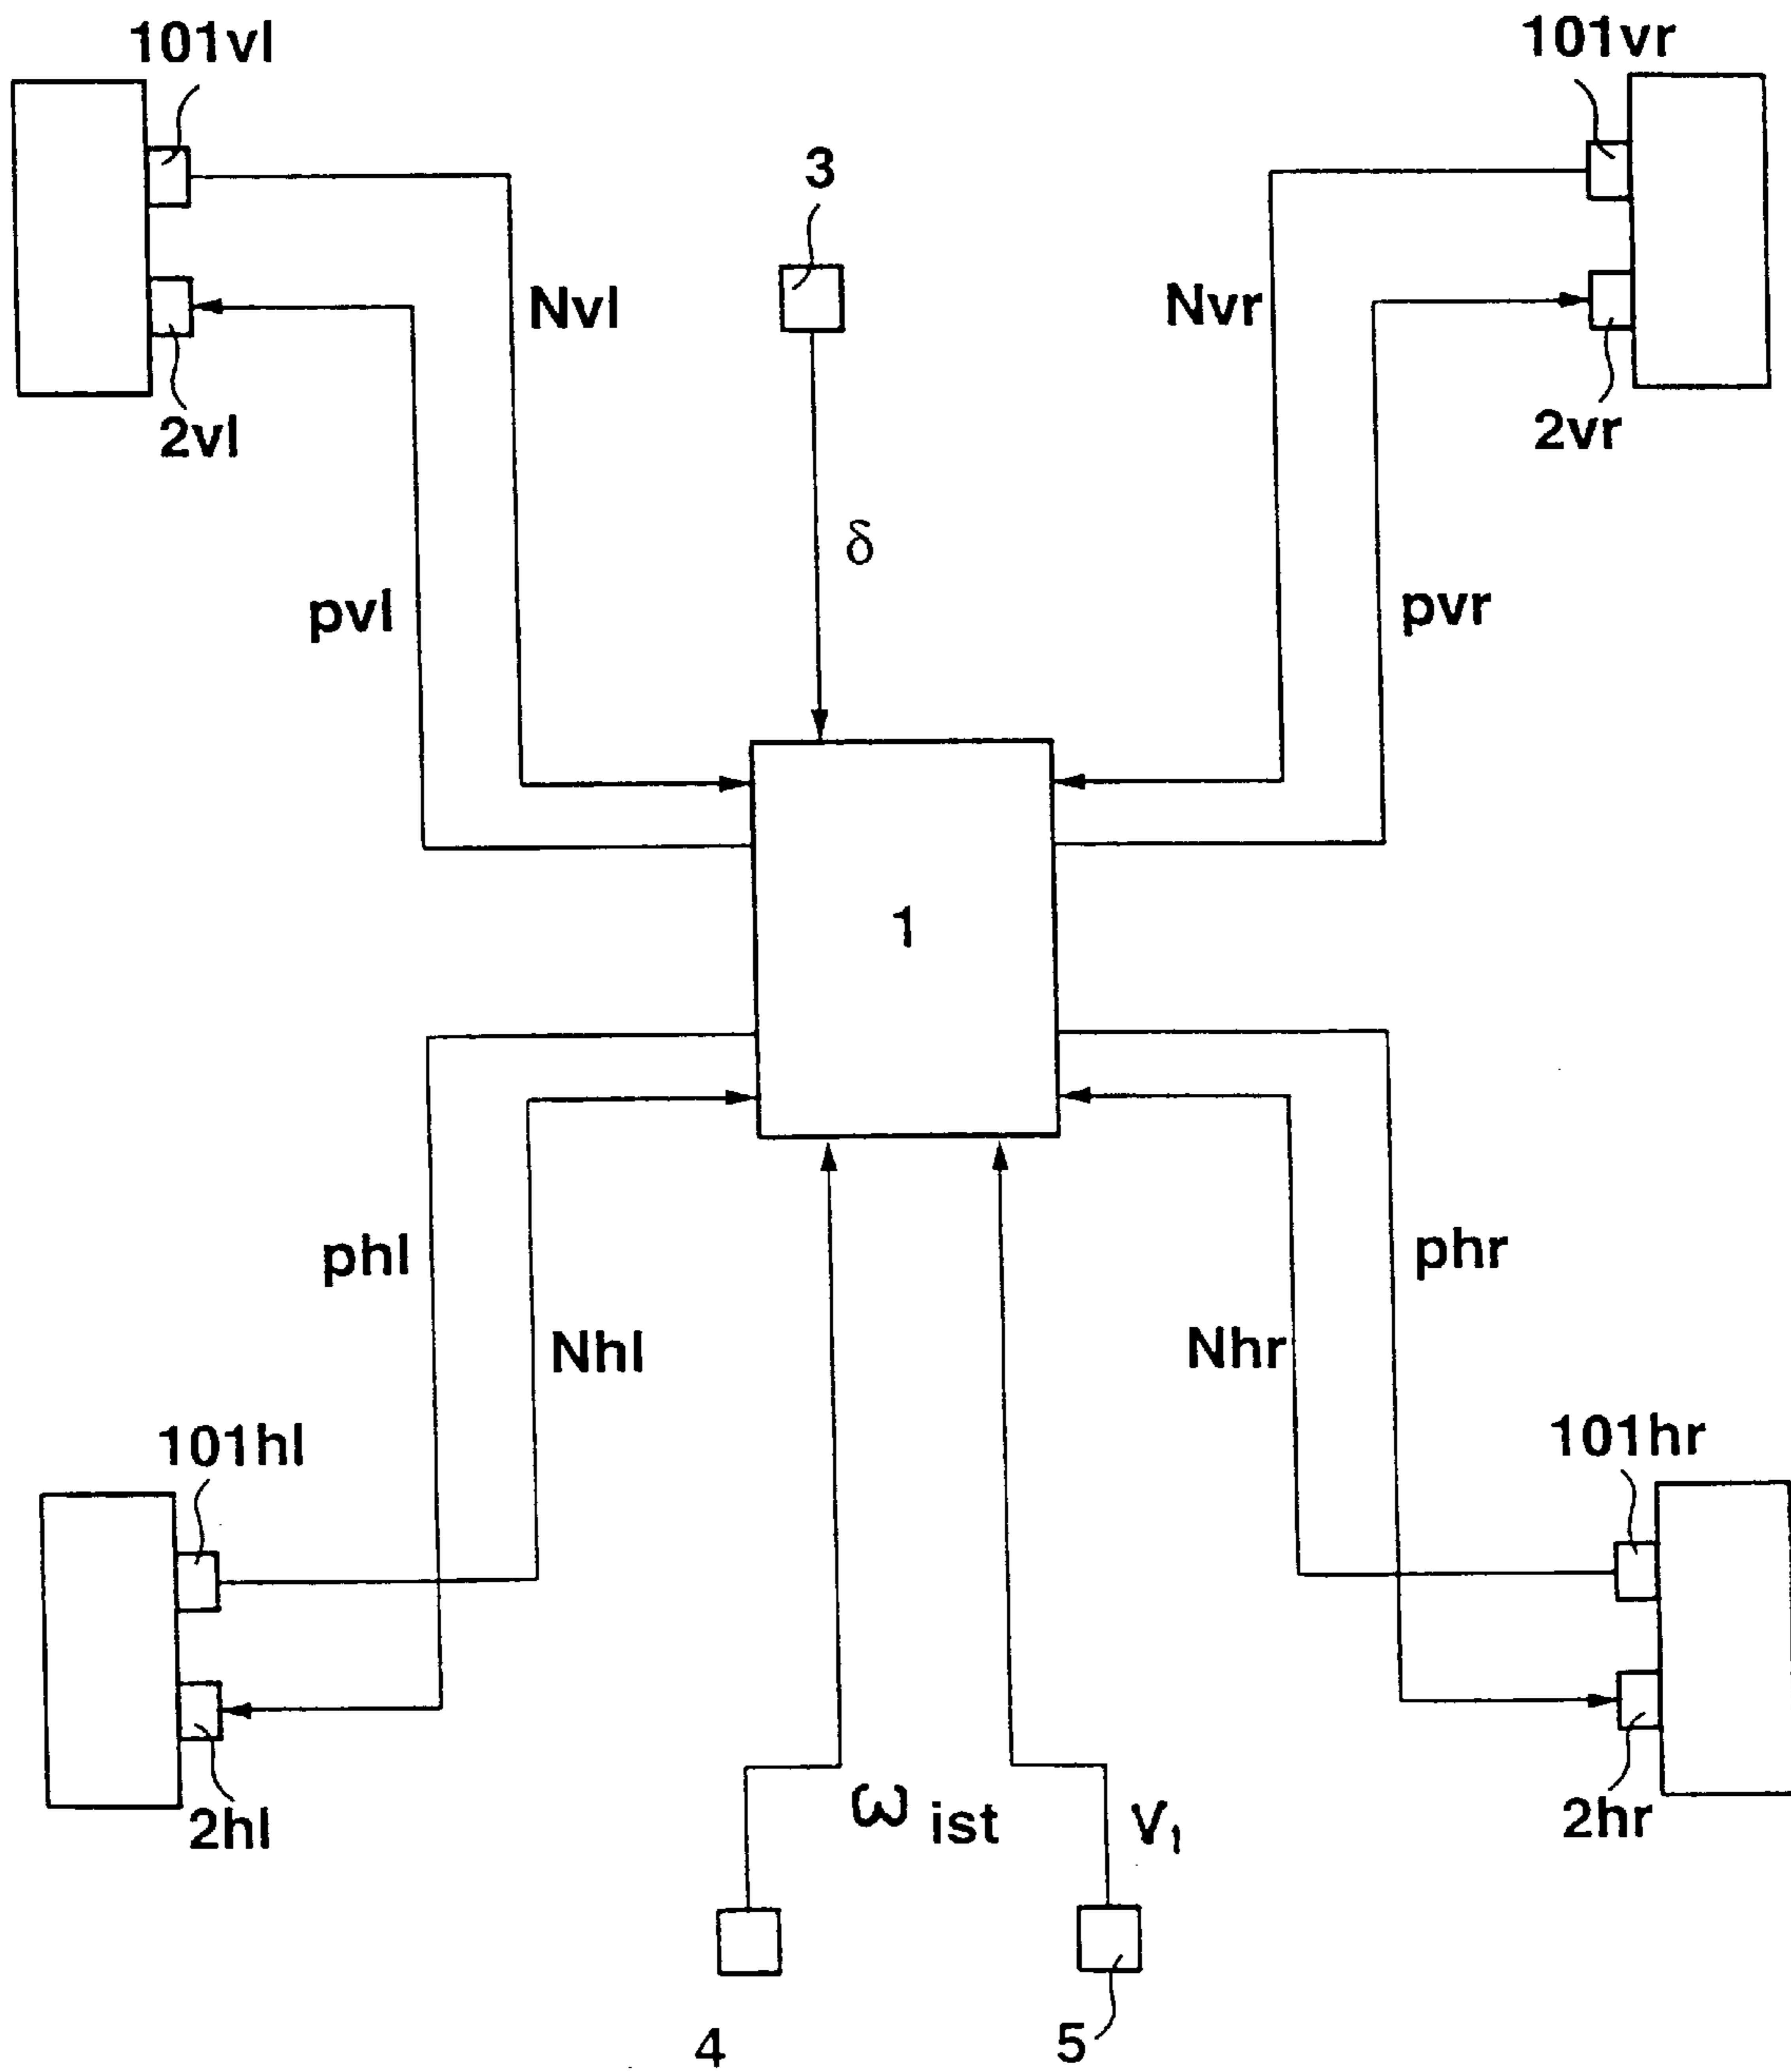 101vl
101vr
3
Nvl
Nvr
2vl
2vr
δ
pvl
pvr
1
phl
phr
Nhl
Nhr
101hl
101hr
ω ist
V₁
2hl
2hr
4
5